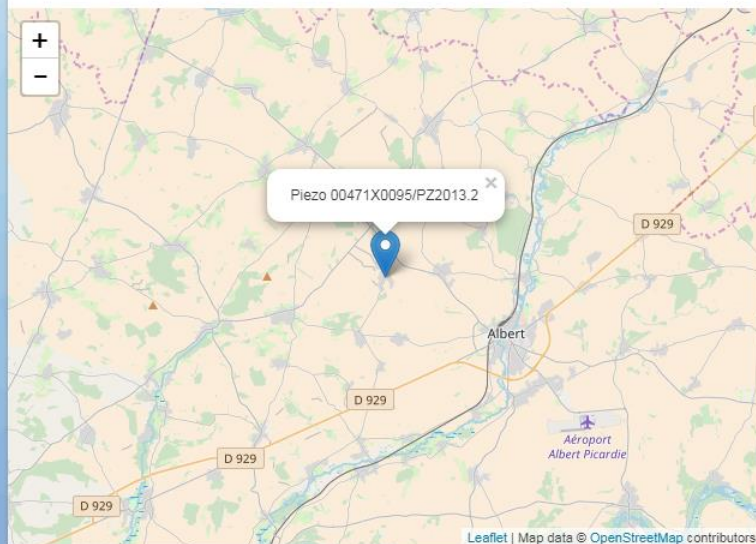 +
−
Piezo 00471X0095/PZ2013.2
×
D 929
Albert
D 929
Aéroport
Albert Picardie
D 929
D 929
Leaflet | Map data © OpenStreetMap contributors